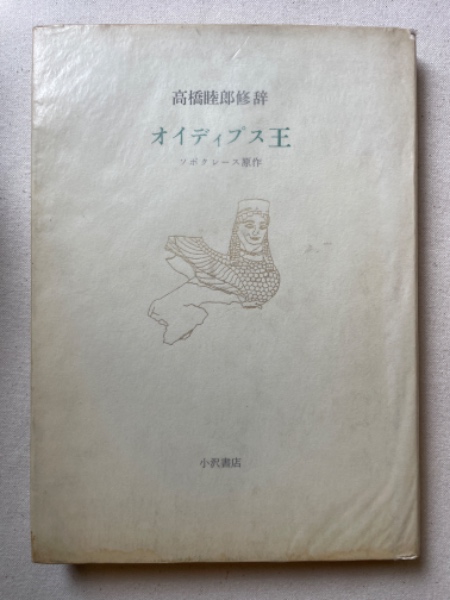 高橋睦郎修辞
オイディプス王
ソポクレース原作
小沢書店